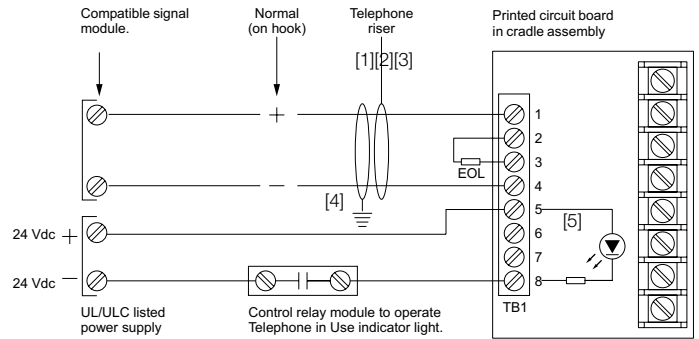 Compatible signal
module.
Normal
(on hook)
Telephone
riser
Printed circuit board
in cradle assembly
[1][2][3]
+
1
2
3
EOL
−
4
[4]
5
[5]
24 Vdc +
6
7
24 Vdc −
8
TB1
UL/ULC listed
power supply
Control relay module to operate
Telephone in Use indicator light.